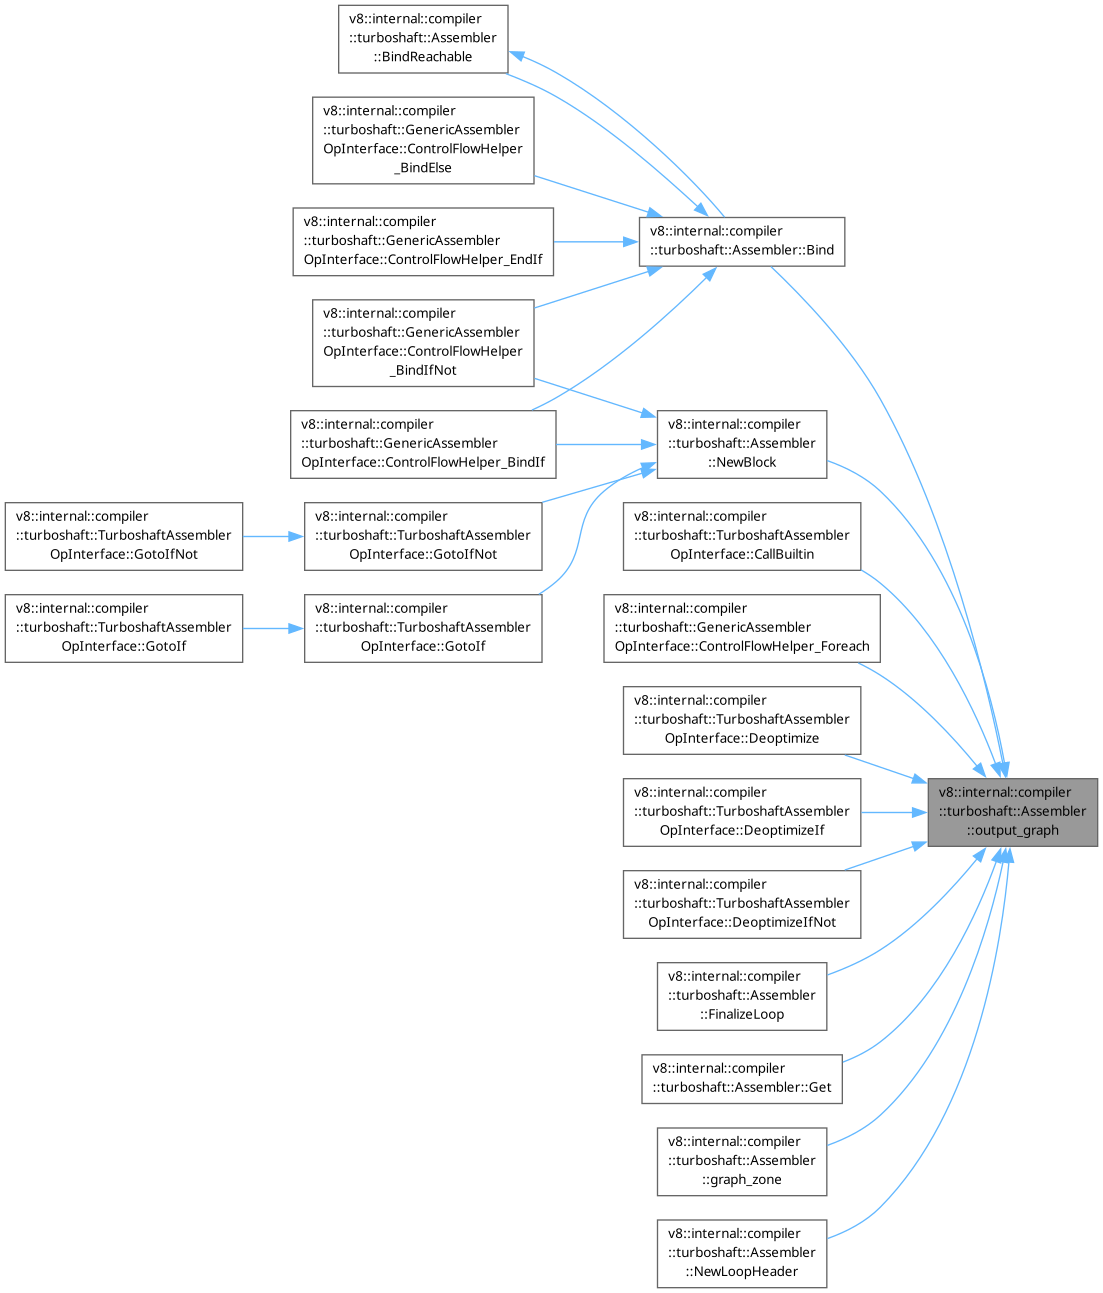 v8::internal::compiler
::turboshaft::Assembler
::BindReachable
v8::internal::compiler
::turboshaft::GenericAssembler
OpInterface::ControlFlowHelper
_BindElse
v8::internal::compiler
::turboshaft::GenericAssembler
OpInterface::ControlFlowHelper_EndIf
v8::internal::compiler
::turboshaft::Assembler::Bind
v8::internal::compiler
::turboshaft::GenericAssembler
OpInterface::ControlFlowHelper
_BindIfNot
v8::internal::compiler
::turboshaft::GenericAssembler
OpInterface::ControlFlowHelper_BindIf
v8::internal::compiler
::turboshaft::Assembler
::NewBlock
v8::internal::compiler
::turboshaft::TurboshaftAssembler
OpInterface::GotoIfNot
v8::internal::compiler
::turboshaft::TurboshaftAssembler
OpInterface::GotoIfNot
v8::internal::compiler
::turboshaft::TurboshaftAssembler
OpInterface::CallBuiltin
v8::internal::compiler
::turboshaft::TurboshaftAssembler
OpInterface::GotoIf
v8::internal::compiler
::turboshaft::TurboshaftAssembler
OpInterface::GotoIf
v8::internal::compiler
::turboshaft::GenericAssembler
OpInterface::ControlFlowHelper_Foreach
v8::internal::compiler
::turboshaft::TurboshaftAssembler
OpInterface::Deoptimize
v8::internal::compiler
::turboshaft::TurboshaftAssembler
OpInterface::DeoptimizeIf
v8::internal::compiler
::turboshaft::Assembler
::output_graph
v8::internal::compiler
::turboshaft::TurboshaftAssembler
OpInterface::DeoptimizeIfNot
v8::internal::compiler
::turboshaft::Assembler
::FinalizeLoop
v8::internal::compiler
::turboshaft::Assembler::Get
v8::internal::compiler
::turboshaft::Assembler
::graph_zone
v8::internal::compiler
::turboshaft::Assembler
::NewLoopHeader